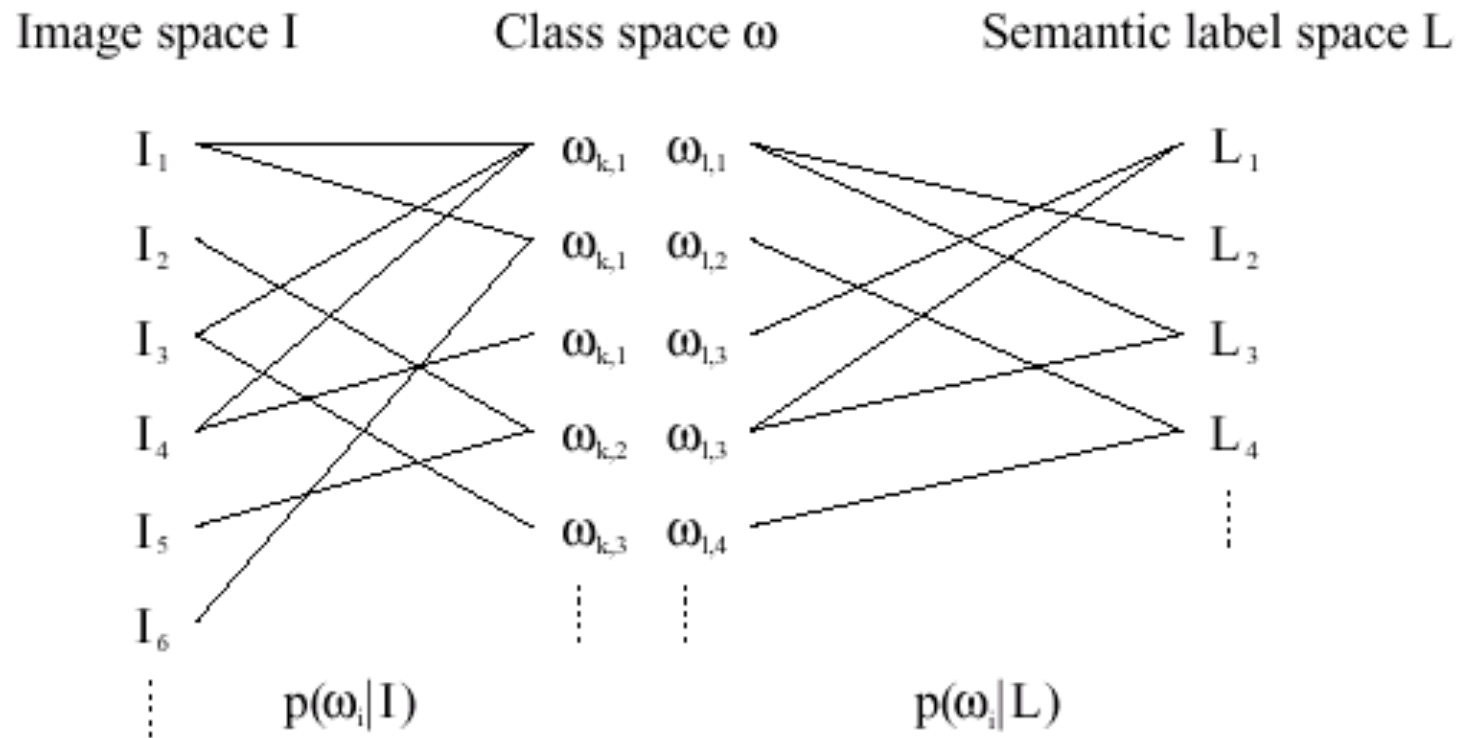 Image space I Class space ω Semantic label space L
I₁ ωₖ,₁ ωₗ,₁ L₁
I₂ ωₖ,₁ ωₗ,₂ L₂
I₃ ωₖ,₁ ωₗ,₃ L₃
I₄ ωₖ,₂ ωₗ,₃ L₄
I₅ ωₖ,₃ ωₗ,₄
I₆
p(ωᵢ|I) p(ωᵢ|L)